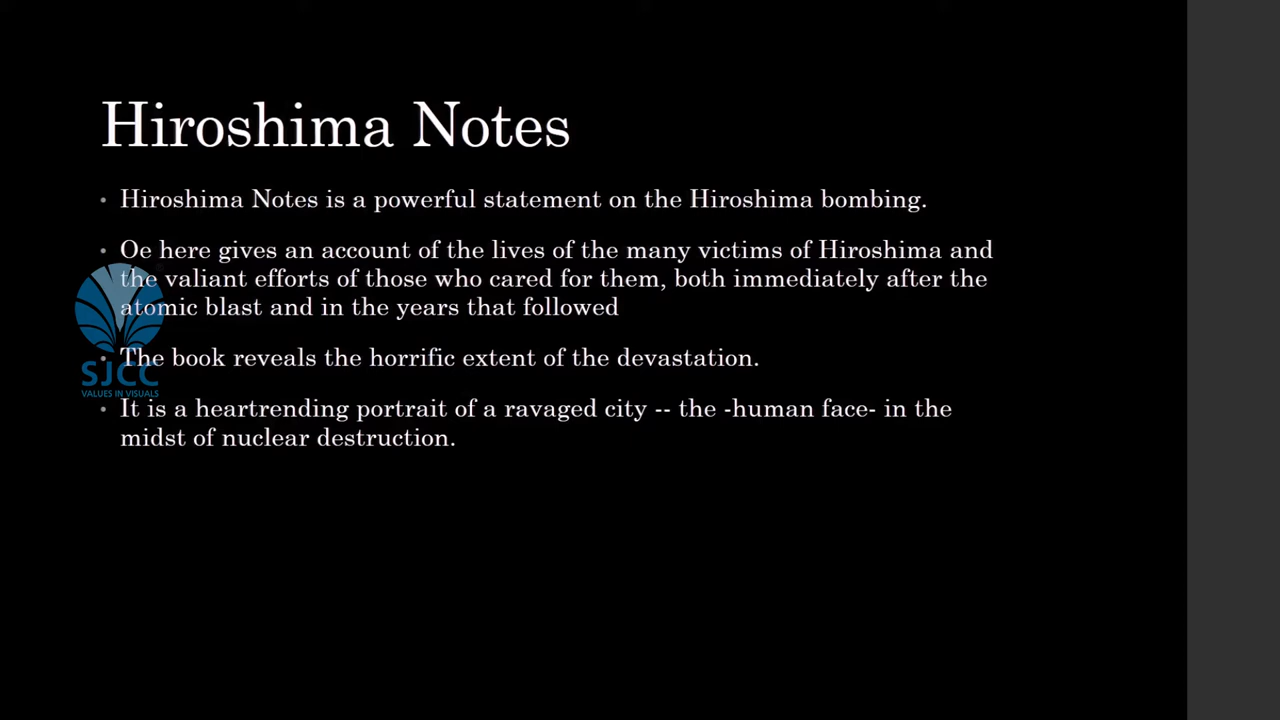 Hiroshima Notes
• Hiroshima Notes is a powerful statement on the Hiroshima bombing.
• Oe here gives an account of the lives of the many victims of Hiroshima and
the valiant efforts of those who cared for them, both immediately after the
atomic blast and in the years that followed
• The book reveals the horrific extent of the devastation.
SJCC
VALUES IN VISUALS
• It is a heartrending portrait of a ravaged city -- the -human face- in the
midst of nuclear destruction.